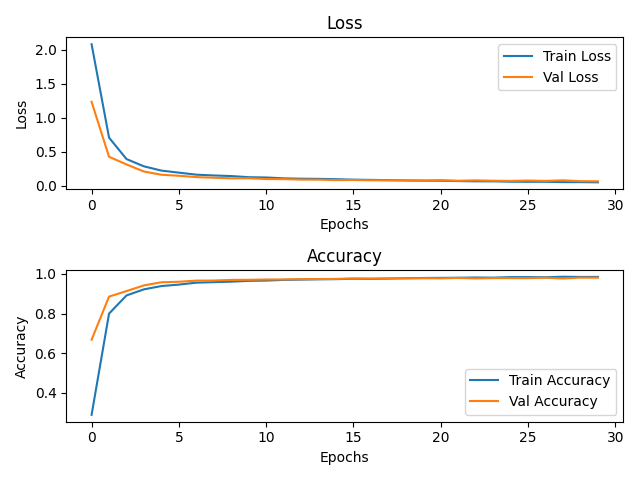 Loss
Loss
2.0
1.5
1.0
0.5
0.0
Train Loss
Val Loss
0 5 10 15 20 25 30
Epochs
Accuracy
Accuracy
1.0
0.8
0.6
0.4
Train Accuracy
Val Accuracy
0 5 10 15 20 25 30
Epochs